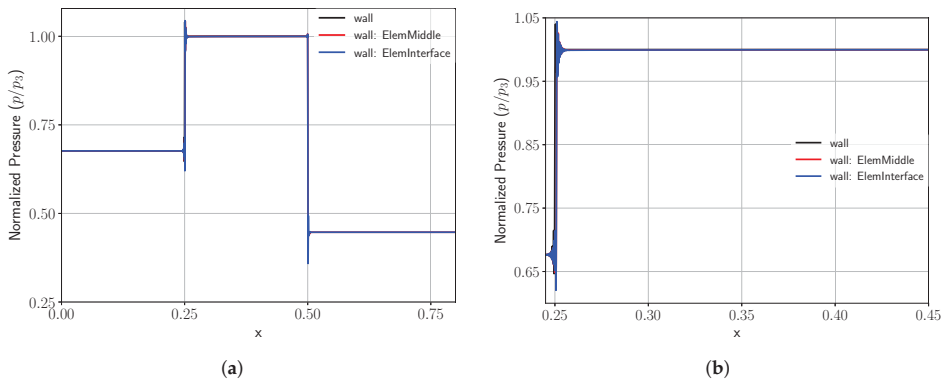 Normalized Pressure (p/p3)
1.00
0.75
0.50
0.25
0.00 0.25 0.50 0.75
x
wall
wall: ElemMiddle
wall: ElemInterface
(a)
Normalized Pressure (p/p3)
1.05
0.95
0.85
0.75
0.65
0.25 0.30 0.35 0.40 0.45
x
wall
wall: ElemMiddle
wall: ElemInterface
(b)